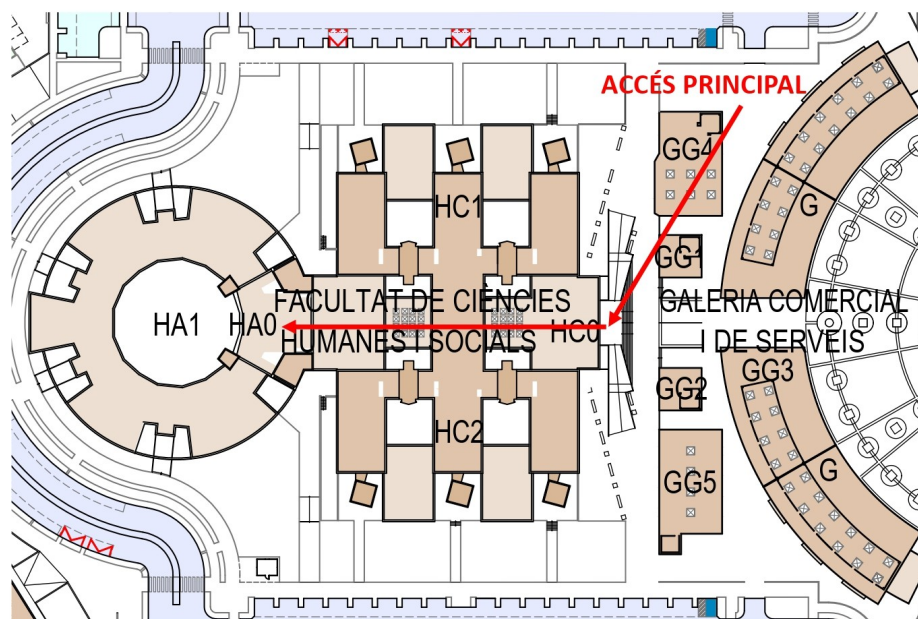 ACCÉS PRINCIPAL
GG4
HC1
G
GG1
FACULTAT DE CIÈNCIES
GALERIA COMERCIAL
HA1
HA0
HC0
HUMANES I SOCIALS
I DE SERVEIS
GG3
GG2
HC2
G
GG5